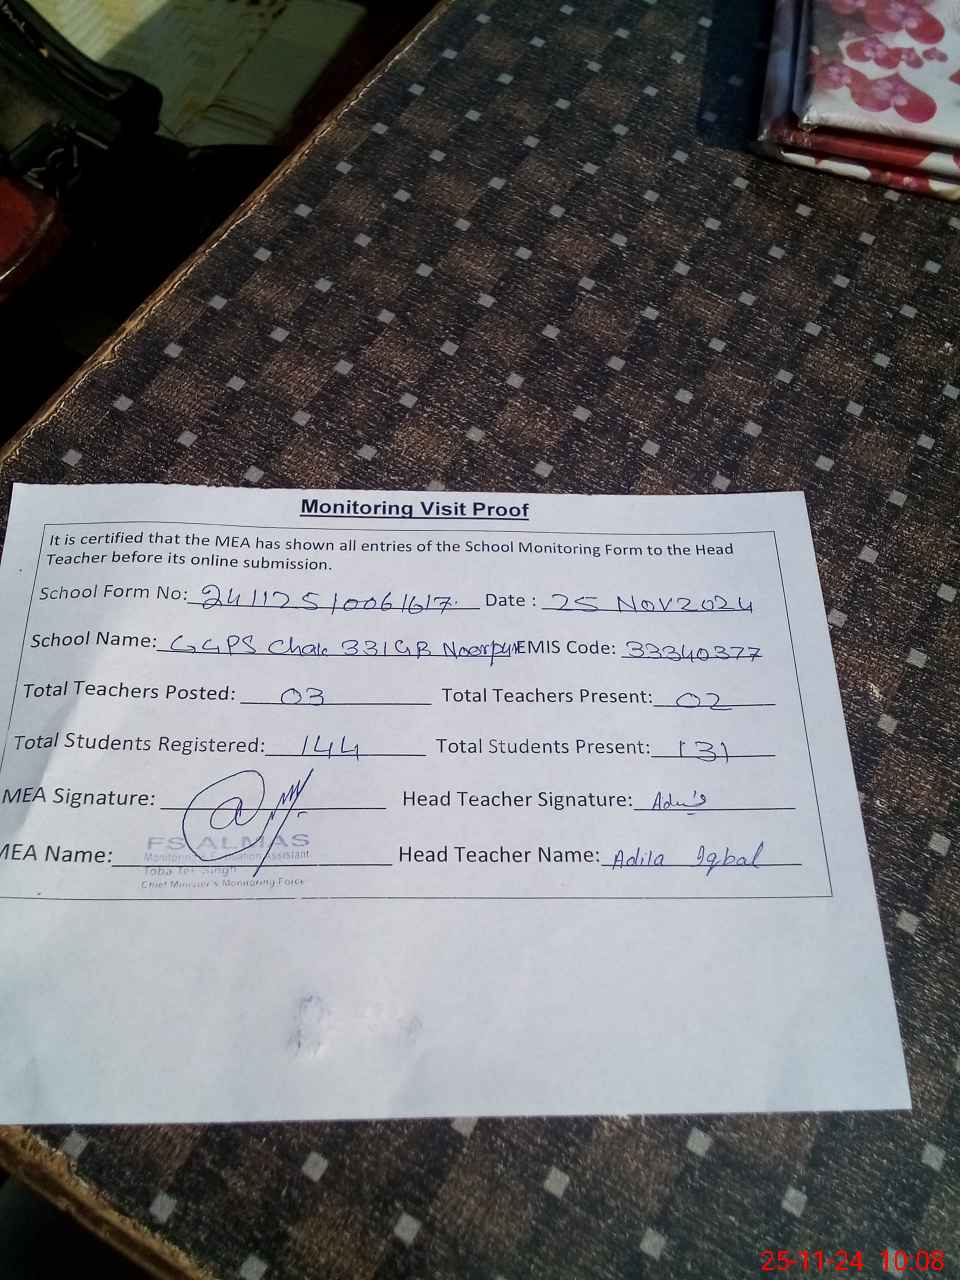 Monitoring Visit Proof
It is certified that the MEA has shown all entries of the School Monitoring Form to the Head
Teacher before its online submission.
School Form No: 24112510061617. Date : 25 Nov 2024
School Name: GGPS Chak 331GB Noorpur EMIS Code: 33340377
Total Teachers Posted: 03 Total Teachers Present: 02
Total Students Registered: 144 Total Students Present: 131
MEA Signature: Head Teacher Signature:
MEA Name: Head Teacher Name: Adila Iqbal
FS ALMAS
Monitoring & Evaluation Assistant
Toba Tek Singh
Chief Minister's Monitoring Force
25-11-24 10:08